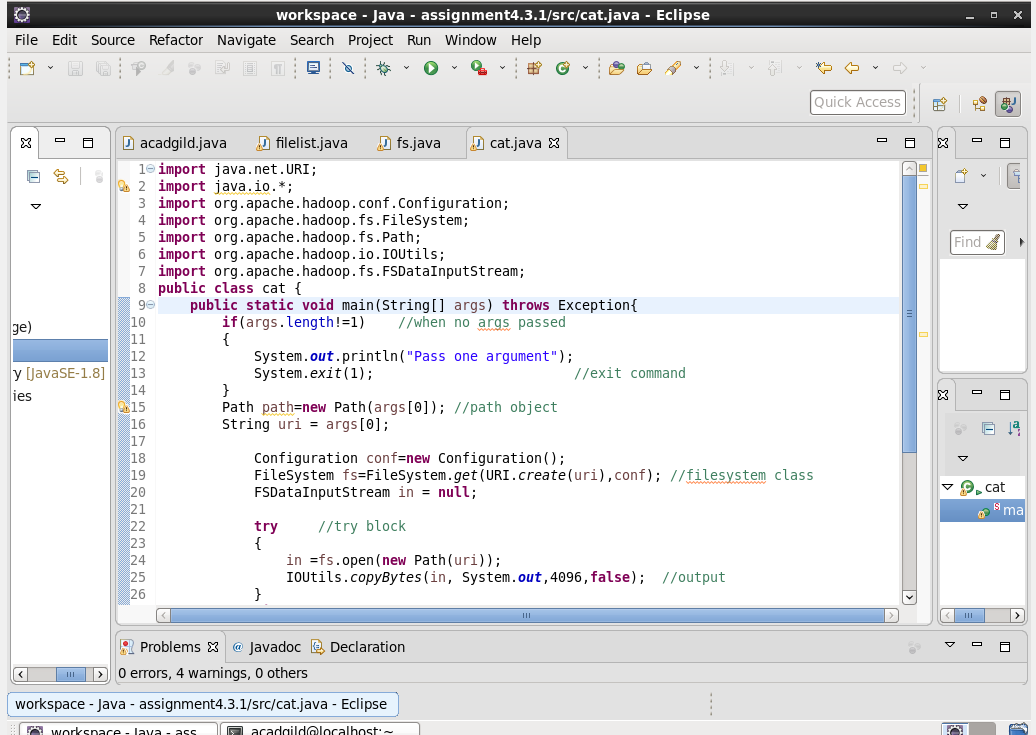 workspace - Java - assignment4.3.1/src/cat.java - Eclipse
File Edit Source Refactor Navigate Search Project Run Window Help
Quick Access
acadgild.java filelist.java fs.java cat.java
1 import java.net.URI;
2 import java.io.*;
3 import org.apache.hadoop.conf.Configuration;
4 import org.apache.hadoop.fs.FileSystem;
5 import org.apache.hadoop.fs.Path;
6 import org.apache.hadoop.io.IOUtils;
7 import org.apache.hadoop.fs.FSDataInputStream;
8 public class cat {
9 public static void main(String[] args) throws Exception{
10 if(args.length!=1) //when no args passed
11 {
12 System.out.println("Pass one argument");
13 System.exit(1); //exit command
14 }
15 Path path=new Path(args[0]); //path object
16 String uri = args[0];
17
18 Configuration conf=new Configuration();
19 FileSystem fs=FileSystem.get(URI.create(uri),conf); //filesystem class
20 FSDataInputStream in = null;
21
22 try //try block
23 {
24 in =fs.open(new Path(uri));
25 IOUtils.copyBytes(in, System.out,4096,false); //output
26 }
ge)
y [JavaSE-1.8]
ies
Find
cat
ma
Problems Javadoc Declaration
0 errors, 4 warnings, 0 others
workspace - Java - assignment4.3.1/src/cat.java - Eclipse
workspace - Java - ass acadgild@localhost:~